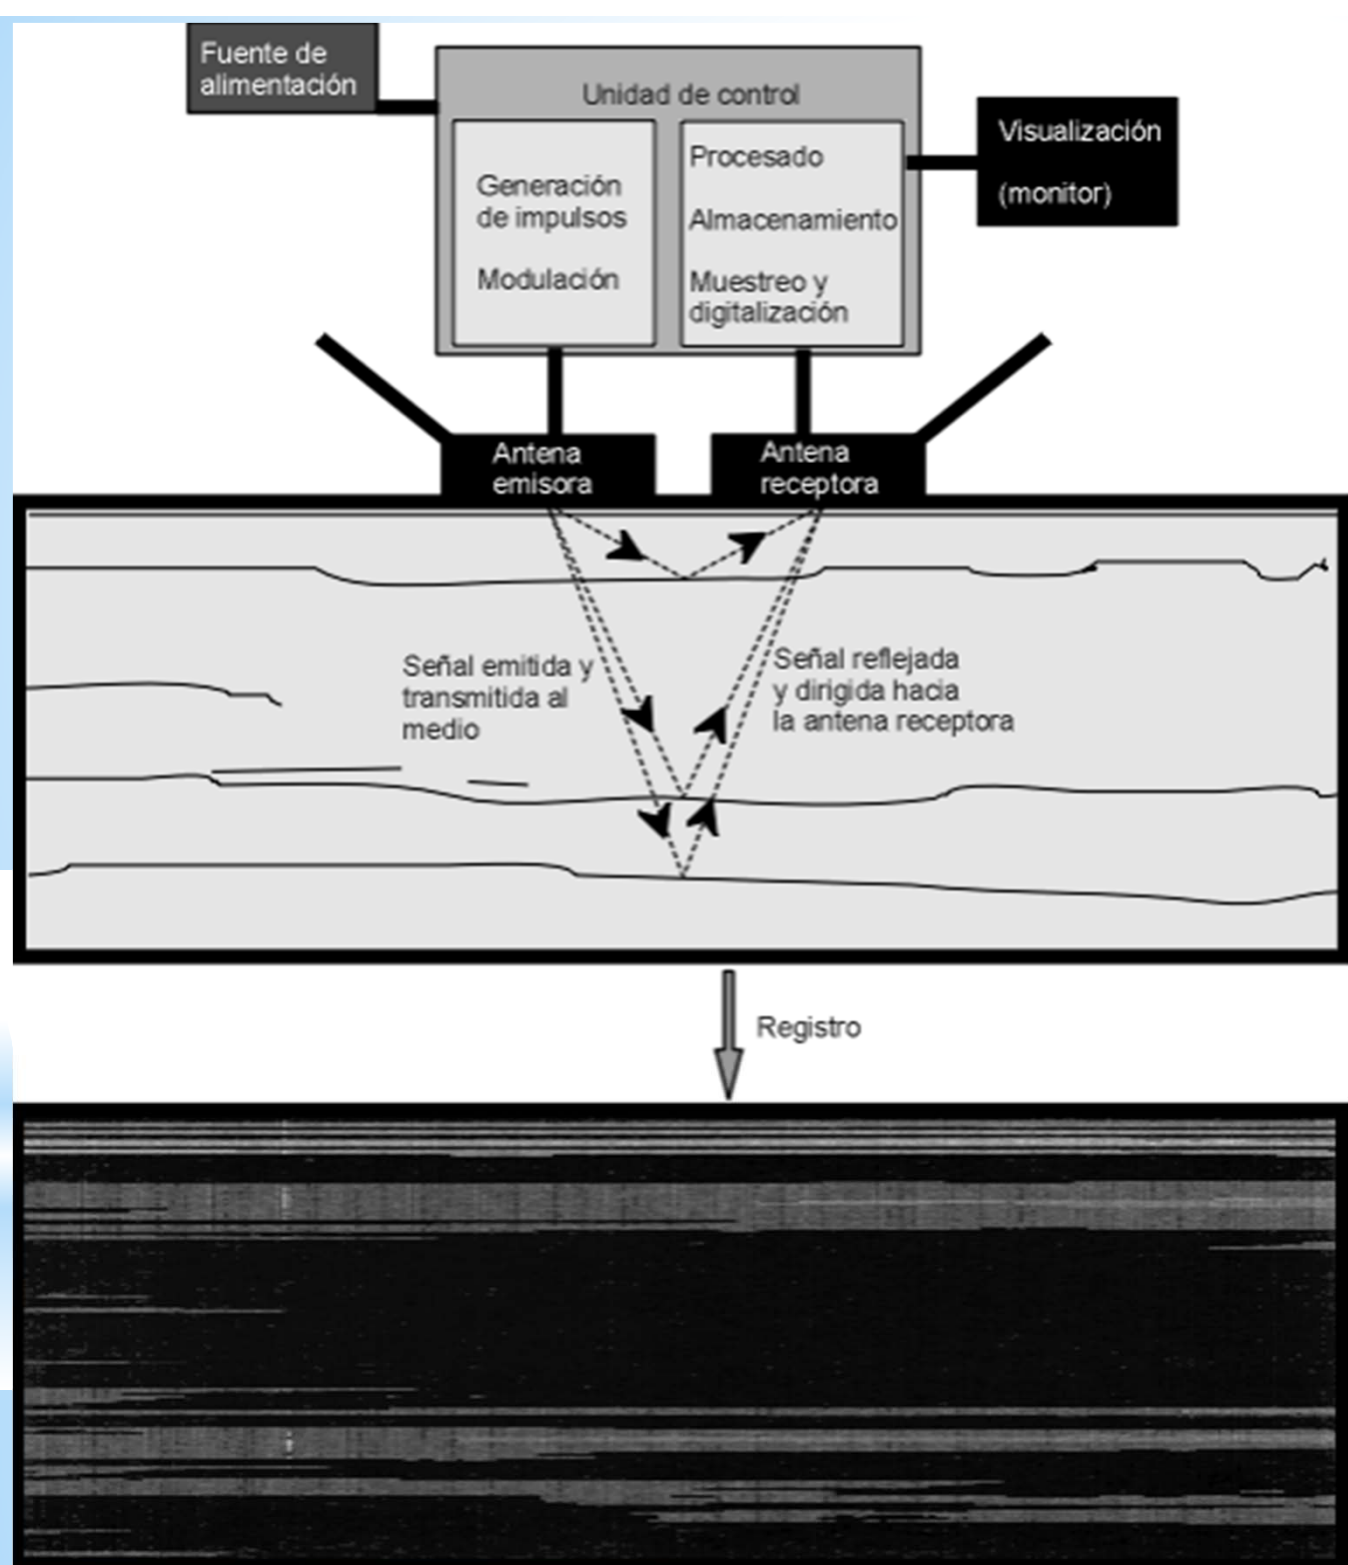 Fuente de
alimentación
Unidad de control
Generación
de impulsos
Modulación
Procesado
Almacenamiento
Muestreo y
digitalización
Visualización
(monitor)
Antena
emisora
Antena
receptora
Señal emitida y
transmitida al
medio
Señal reflejada
y dirigida hacia
la antena receptora
Registro